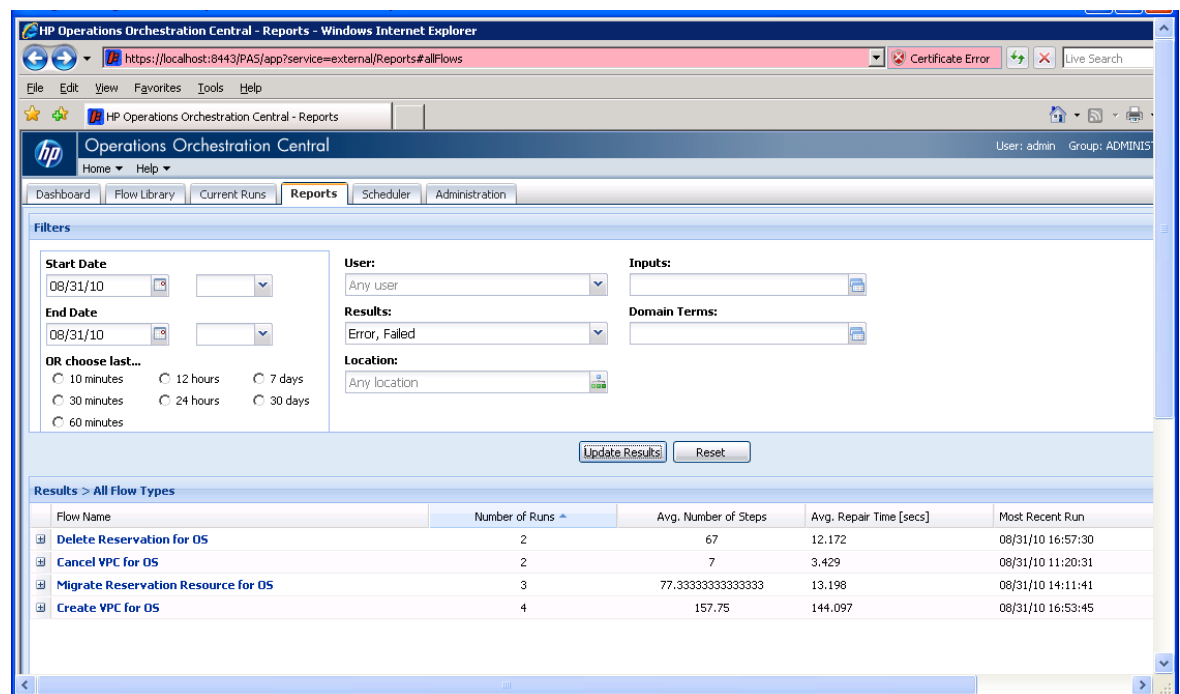 HP Operations Orchestration Central - Reports - Windows Internet Explorer
https://localhost:8443/PAS/app?service=external/Reports#allFlows
Certificate Error
Live Search
File Edit View Favorites Tools Help
HP Operations Orchestration Central - Reports
hp
Operations Orchestration Central
User: admin Group: ADMINIS
Home Help
Dashboard Flow Library Current Runs Reports Scheduler Administration
Filters
Start Date
08/31/10
End Date
08/31/10
OR choose last...
10 minutes 12 hours 7 days
30 minutes 24 hours 30 days
60 minutes
User:
Any user
Results:
Error, Failed
Location:
Any location
Inputs:
Domain Terms:
Update Results Reset
Results > All Flow Types
Flow Name Number of Runs Avg. Number of Steps Avg. Repair Time [secs] Most Recent Run
Delete Reservation for OS 2 67 12.172 08/31/10 16:57:30
Cancel VPC for OS 2 7 3.429 08/31/10 11:20:31
Migrate Reservation Resource for OS 3 77.33333333333333 13.198 08/31/10 14:11:41
Create VPC for OS 4 157.75 144.097 08/31/10 16:53:45